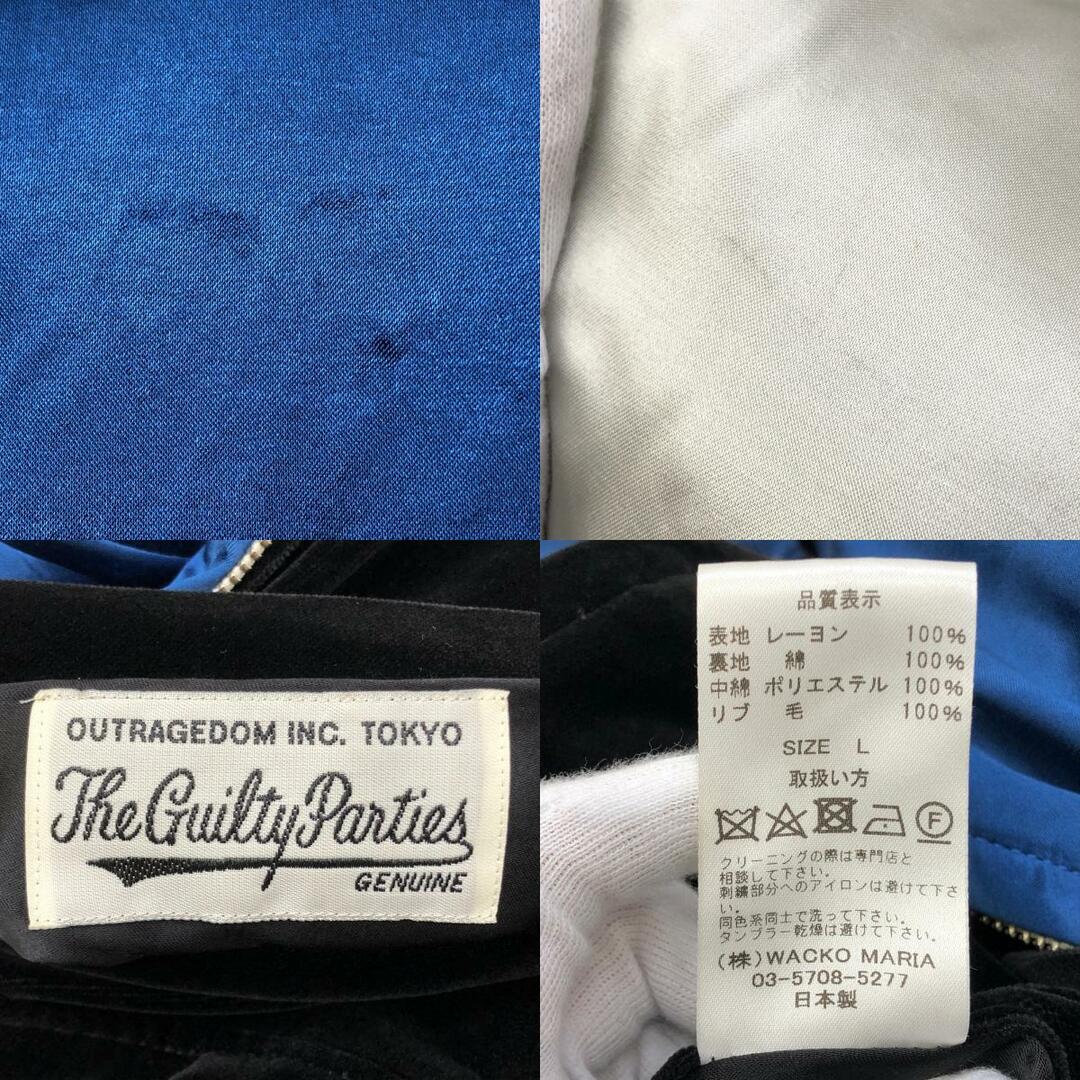 OUTRAGEDOM INC. TOKYO
The Guilty Parties
GENUINE
品質表示
表地 レーヨン 100%
裏地 綿 100%
中綿 ポリエステル 100%
リブ 毛 100%
SIZE L
取扱い方
F
クリーニングの際は専門店と
相談して下さい。
刺繍部分へのアイロンは避けて下さ
い。
同色系同士で洗って下さい。
タンブラー乾燥は避けて下さい。
(株)WACKO MARIA
03-5708-5277
日本製